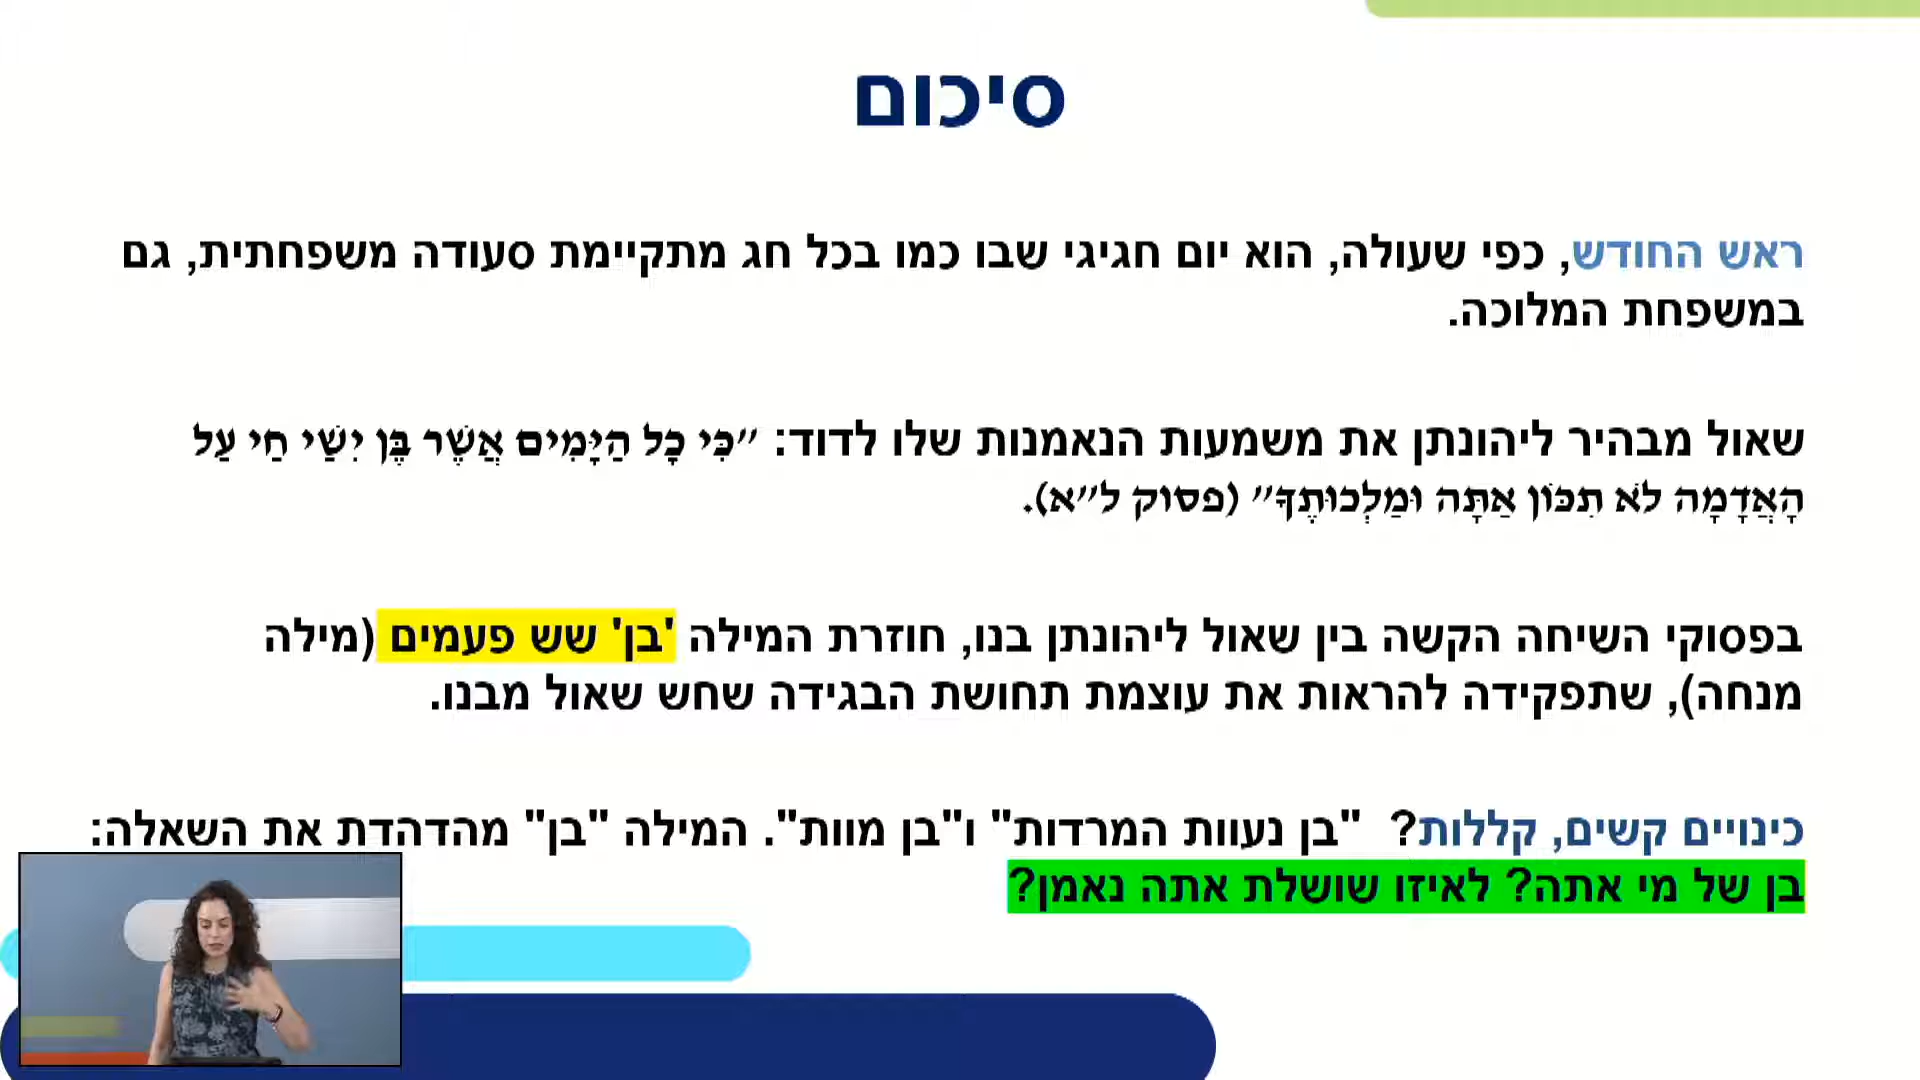 סיכום
ראש החודש, כפי שעולה, הוא יום חגיגי שבו כמו בכל חג מתקיימת סעודה משפחתית, גם
במשפחת המלוכה.
שאול מבהיר ליהונתן את משמעות הנאמנות שלו לדוד: "כִּי כָל הַיָּמִים אֲשֶׁר בֶּן יִשַׁי חַי עַל
הָאֲדָמָה לֹא תִכּוֹן אַתָּה וּמַלְכוּתֶךָ" (פסוק ל"א).
בפסוקי השיחה הקשה בין שאול ליהונתן בנו, חוזרת המילה 'בן' שש פעמים (מילה
מנחה), שתפקידה להראות את עוצמת תחושת הבגידה שחש שאול מבנו.
כינויים קשים, קללות? "בן נעוות המרדות" ו"בן מוות". המילה "בן" מהדהדת את השאלה:
בן של מי אתה? לאיזו שושלת אתה נאמן?